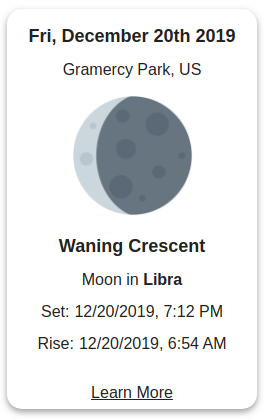 Fri, December 20th 2019
Gramercy Park, US
Waning Crescent
Moon in Libra
Set: 12/20/2019, 7:12 PM
Rise: 12/20/2019, 6:54 AM
Learn More